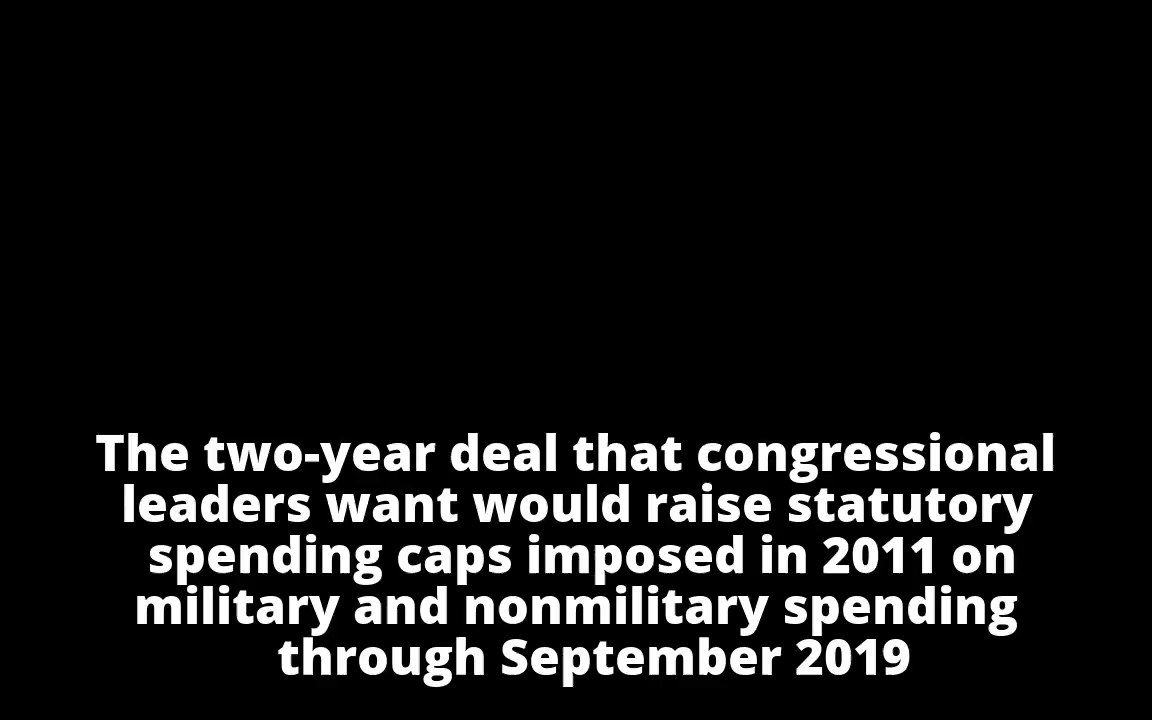 The two-year deal that congressional
leaders want would raise statutory
spending caps imposed in 2011 on
military and nonmilitary spending
through September 2019